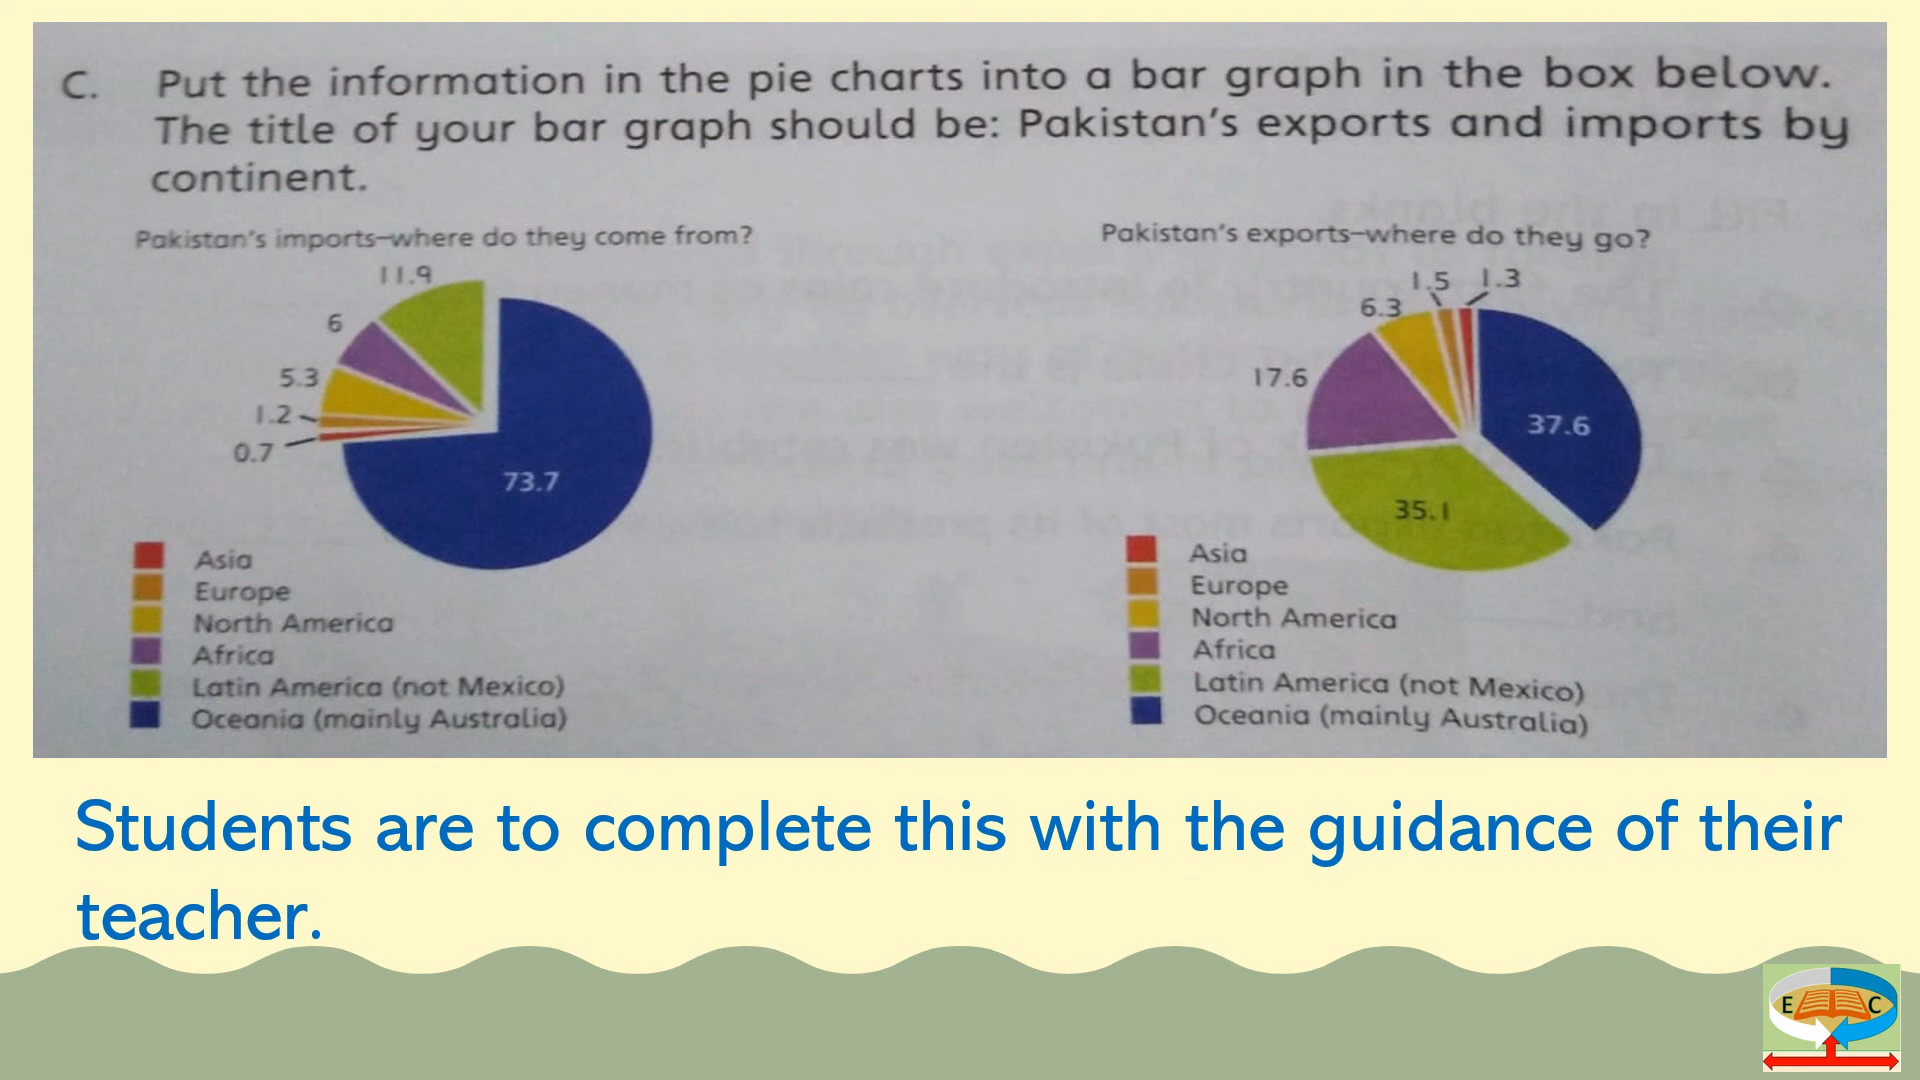 C. Put the information in the pie charts into a bar graph in the box below.
The title of your bar graph should be: Pakistan's exports and imports by
continent.
Pakistan's imports–where do they come from?
11.9
6
5.3
1.2
0.7
73.7
Asia
Europe
North America
Africa
Latin America (not Mexico)
Oceania (mainly Australia)
Pakistan's exports–where do they go?
1.5 1.3
6.3
17.6
37.6
35.1
Asia
Europe
North America
Africa
Latin America (not Mexico)
Oceania (mainly Australia)
Students are to complete this with the guidance of their
teacher.
E C